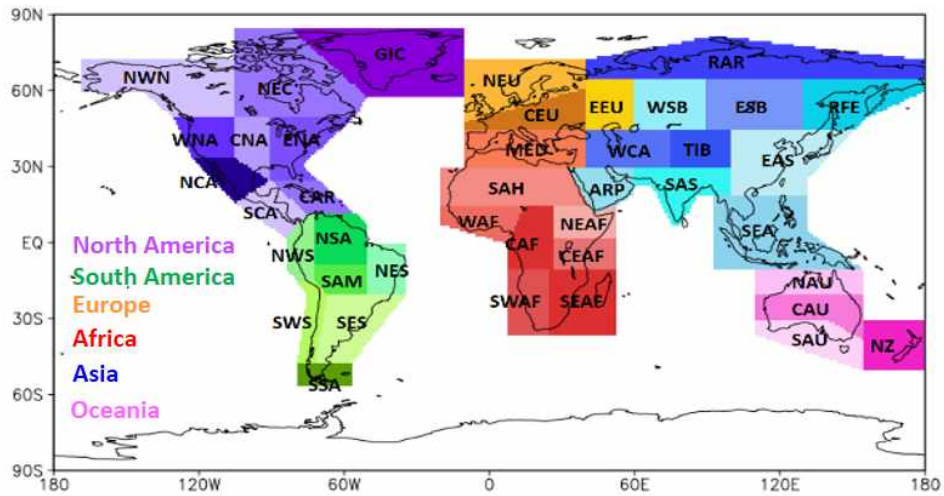 90N
GIC
NWN
NEC
NEU
RAR
60N
CEU
EEU
WSB
ESB
RFE
WNA
CNA
ENA
MED
WCA
TIB
EAS
30N
NCA
SCA
CAR
SAH
ARP
SAS
WAF
NEAF
CAF
CEAF
SEA
EQ
North America
NWS
NSA
NES
South America
SAM
NAU
Europe
SWAF
SEAF
CAU
30S
SWS
SES
SAU
Africa
NZ
Asia
SSA
60S
Oceania
90S
180
120W
60W
0
60E
120E
180